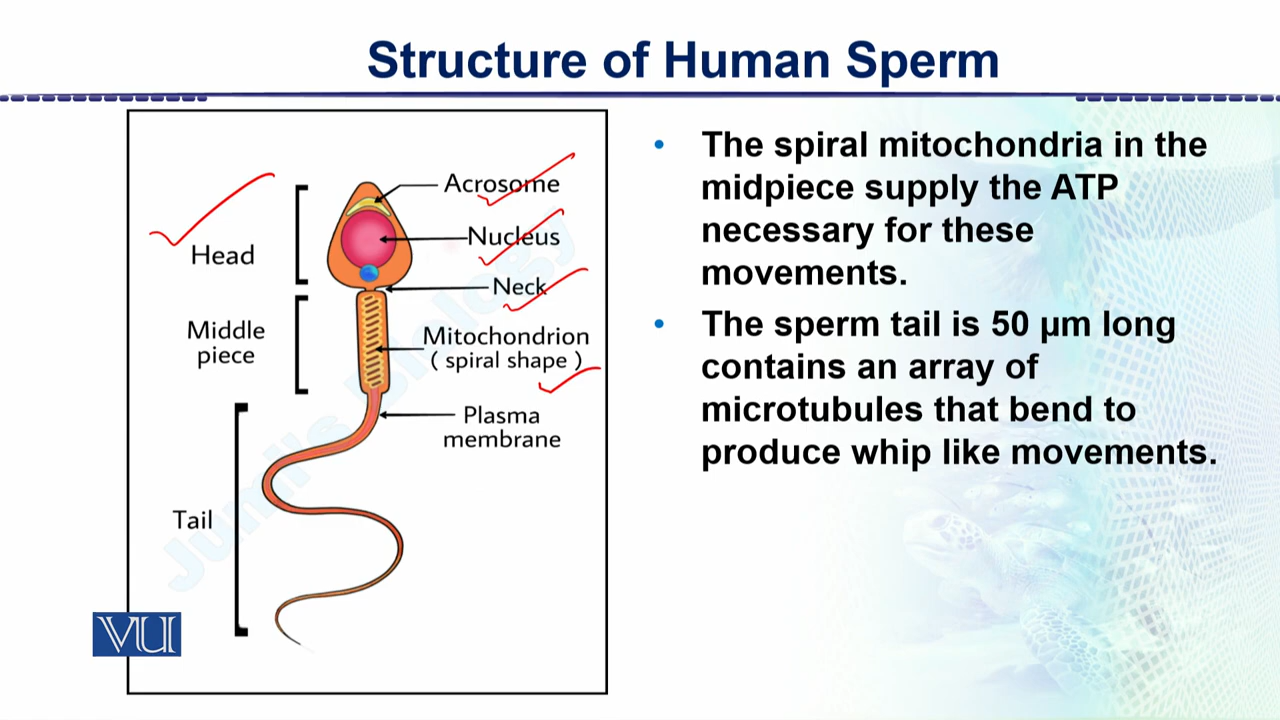 Structure of Human Sperm
Acrosome
Nucleus
Head
Neck
Middle
piece
Mitochondrion
( spiral shape )
Plasma
membrane
Tail
VU
• The spiral mitochondria in the
midpiece supply the ATP
necessary for these
movements.
• The sperm tail is 50 µm long
contains an array of
microtubules that bend to
produce whip like movements.